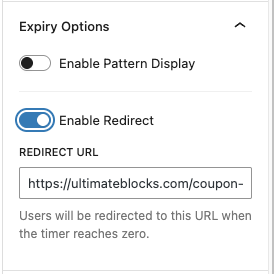 Expiry Options
Enable Pattern Display
Enable Redirect
REDIRECT URL
https://ultimateblocks.com/coupon-
Users will be redirected to this URL when
the timer reaches zero.